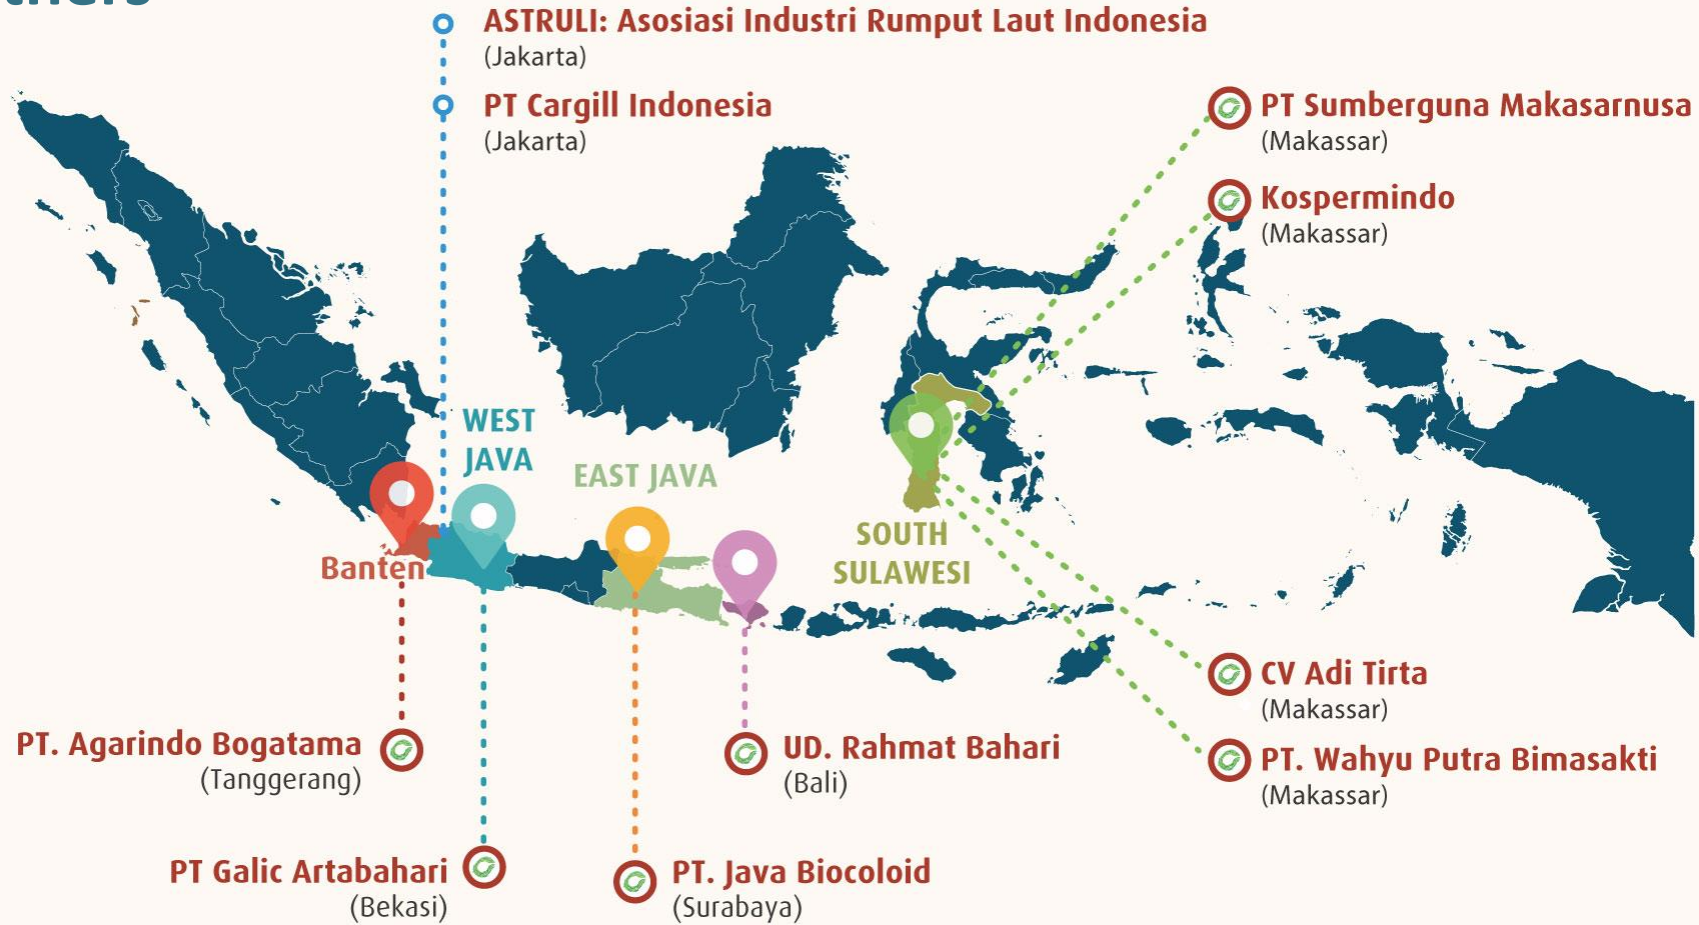 ASTRULI: Asosiasi Industri Rumput Laut Indonesia
(Jakarta)
PT Cargill Indonesia
(Jakarta)
PT Sumberguna Makasarnusa
(Makassar)
Kospermindo
(Makassar)
WEST
JAVA
EAST JAVA
SOUTH
SULAWESI
Banten
CV Adi Tirta
(Makassar)
PT. Wahyu Putra Bimasakti
(Makassar)
PT. Agarindo Bogatama
(Tanggerang)
UD. Rahmat Bahari
(Bali)
PT Galic Artabahari
(Bekasi)
PT. Java Biocoloid
(Surabaya)